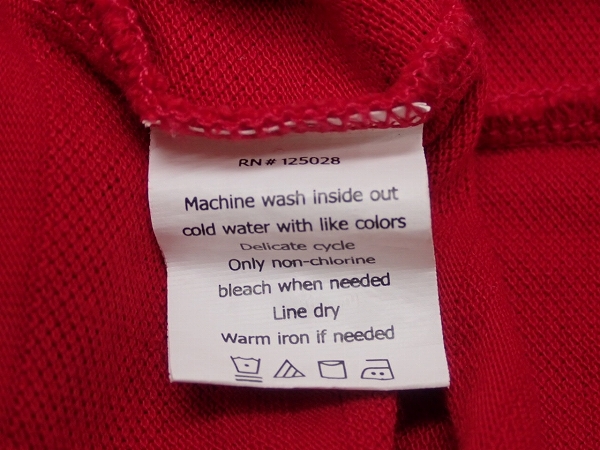 RN# 125028
Machine wash inside out
cold water with like colors
Delicate cycle
Only non-chlorine
bleach when needed
Line dry
Warm iron if needed